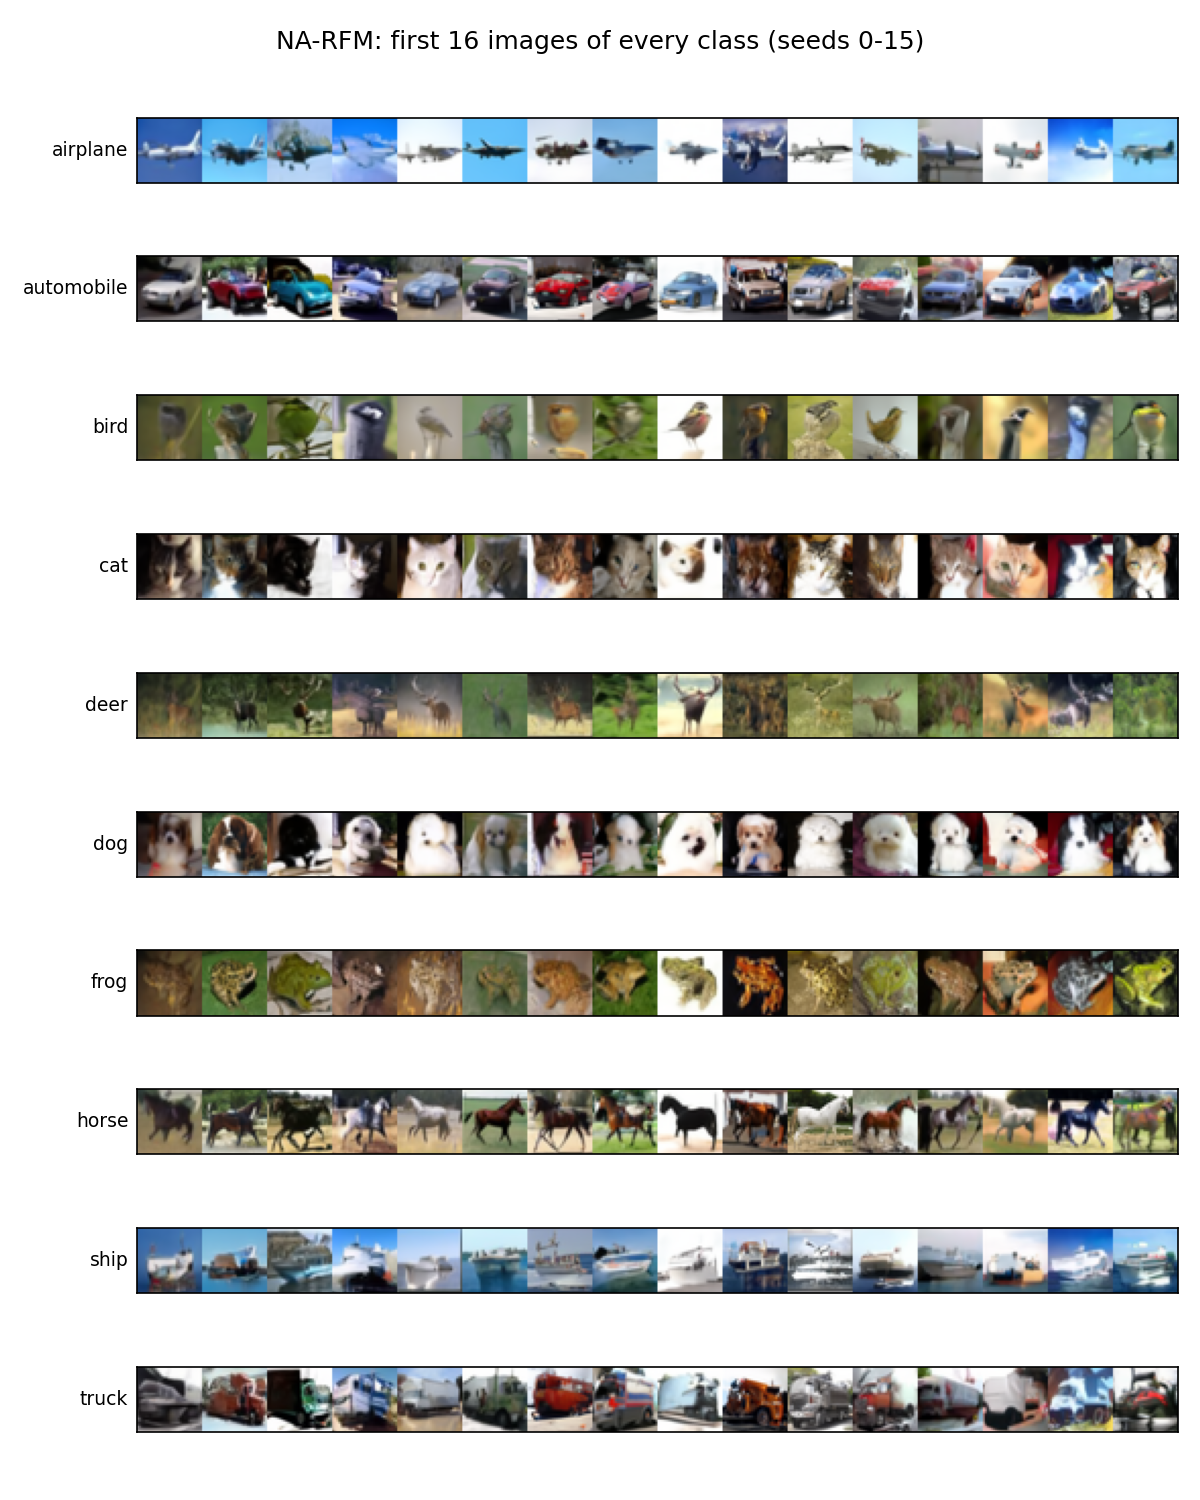 NA-RFM: first 16 images of every class (seeds 0-15)
airplane
automobile
bird
cat
deer
dog
frog
horse
ship
truck